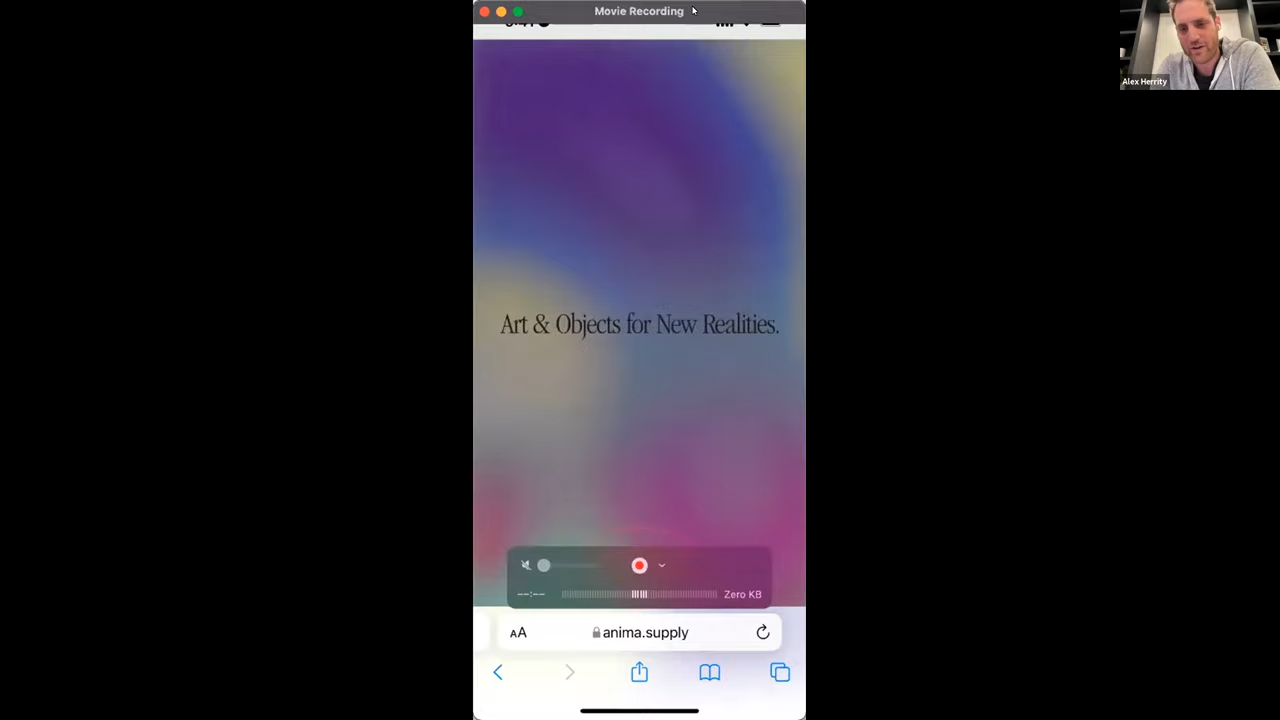 Movie Recording
Alex Herrity
Art & Objects for New Realities.
--:--
Zero KB
AA
anima.supply